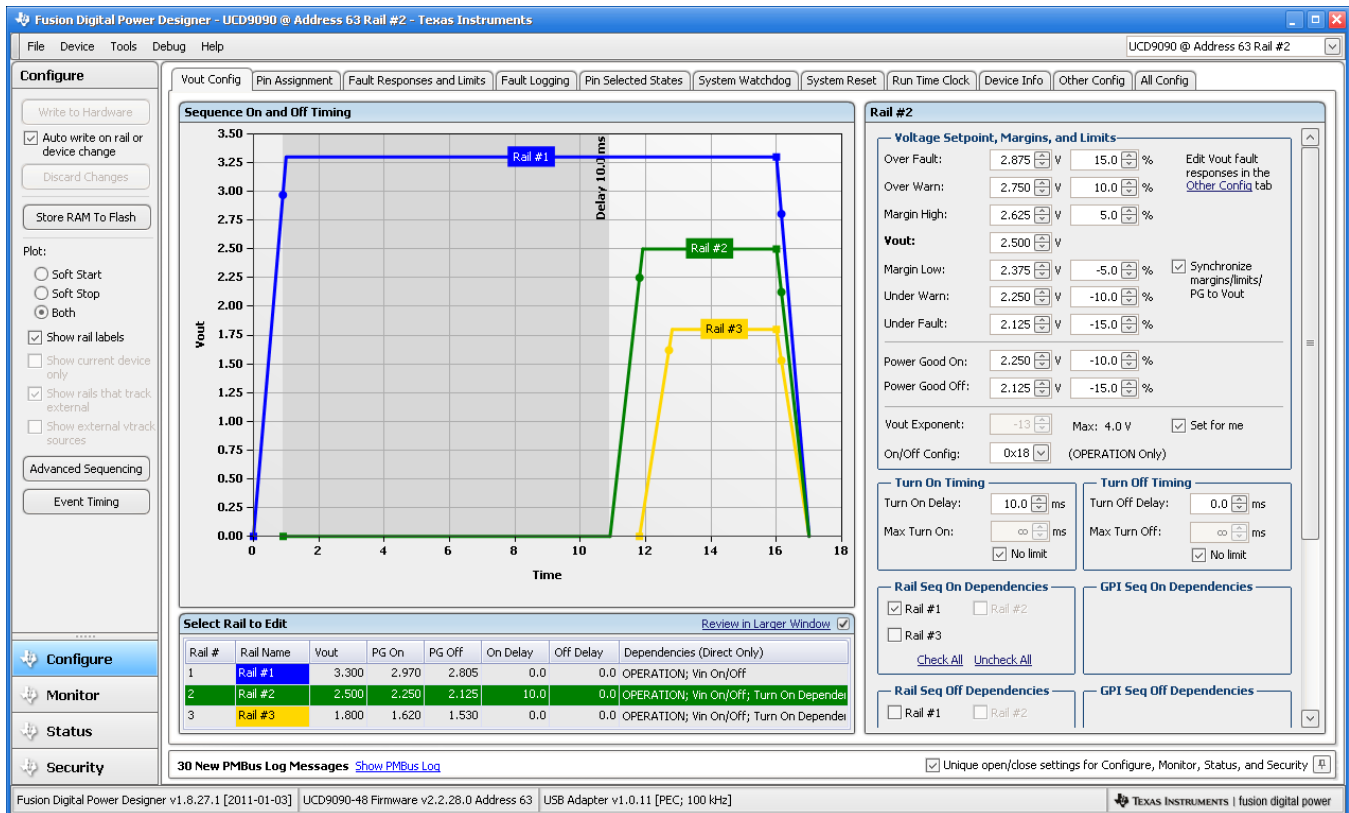 Fusion Digital Power Designer - UCD9090 @ Address 63 Rail #2 - Texas Instruments
File Device Tools Debug Help
UCD9090 @ Address 63 Rail #2
Configure
Write to Hardware
Auto write on rail or
device change
Discard Changes
Store RAM To Flash
Plot:
Soft Start
Soft Stop
Both
Show rail labels
Show current device
only
Show rails that track
external
Show external vtrack
sources
Advanced Sequencing
Event Timing
Configure
Monitor
Status
Security
Vout Config Pin Assignment Fault Responses and Limits Fault Logging Pin Selected States System Watchdog System Reset Run Time Clock Device Info Other Config All Config
Sequence On and Off Timing
3.50
3.25
3.00
2.75
2.50
2.25
2.00
1.75
1.50
1.25
1.00
0.75
0.50
0.25
0.00
Vout
0 2 4 6 8 10 12 14 16 18
Time
Rail #1
Delay 10.0 ms
Rail #2
Rail #3
Select Rail to Edit
Review in Larger Window
Rail # Rail Name Vout PG On PG Off On Delay Off Delay Dependencies (Direct Only)
1 Rail #1 3.300 2.970 2.805 0.0 0.0 OPERATION; Vin On/Off
2 Rail #2 2.500 2.250 2.125 10.0 0.0 OPERATION; Vin On/Off; Turn On Depender
3 Rail #3 1.800 1.620 1.530 0.0 0.0 OPERATION; Vin On/Off; Turn On Depender
Rail #2
Voltage Setpoint, Margins, and Limits
Over Fault: 2.875 V 15.0 %
Over Warn: 2.750 V 10.0 %
Margin High: 2.625 V 5.0 %
Vout: 2.500 V
Margin Low: 2.375 V -5.0 %
Under Warn: 2.250 V -10.0 %
Under Fault: 2.125 V -15.0 %
Edit Vout fault
responses in the
Other Config tab
Synchronize
margins/limits/
PG to Vout
Power Good On: 2.250 V -10.0 %
Power Good Off: 2.125 V -15.0 %
Vout Exponent: -13 Max: 4.0 V Set for me
On/Off Config: 0x18 (OPERATION Only)
Turn On Timing
Turn On Delay: 10.0 ms
Max Turn On: ∞ ms
No limit
Turn Off Timing
Turn Off Delay: 0.0 ms
Max Turn Off: ∞ ms
No limit
Rail Seq On Dependencies
Rail #1 Rail #2
Rail #3
Check All Uncheck All
GPI Seq On Dependencies
Rail Seq Off Dependencies
Rail #1 Rail #2
GPI Seq Off Dependencies
30 New PMBus Log Messages Show PMBus Log
Unique open/close settings for Configure, Monitor, Status, and Security
Fusion Digital Power Designer v1.8.27.1 [2011-01-03] UCD9090-48 Firmware v2.2.28.0 Address 63 USB Adapter v1.0.11 [PEC; 100 kHz]
TEXAS INSTRUMENTS | fusion digital power